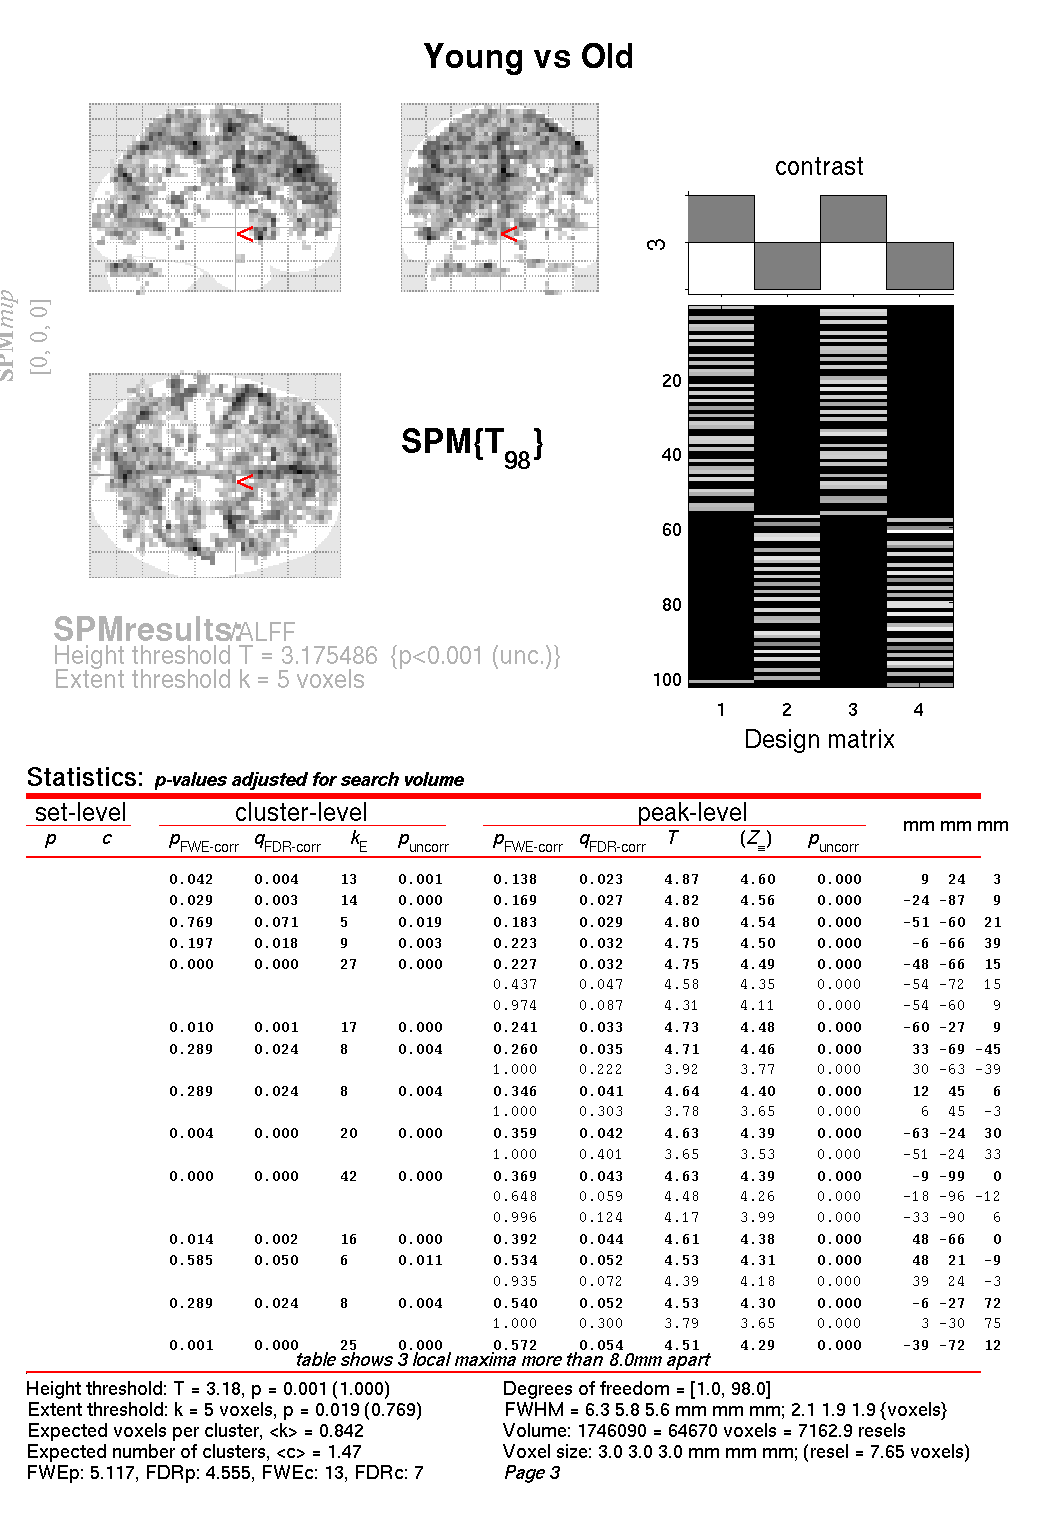 Young vs Old
contrast
3
SPMmip
[0, 0, 0]
<
<
<
SPM{T98}
20
40
60
80
100
1 2 3 4
Design matrix
SPMresults: /ALFF
Height threshold T = 3.175486 {p<0.001 (unc.)}
Extent threshold k = 5 voxels
Statistics: p-values adjusted for search volume
set-level cluster-level peak-level mm mm mm
p c pFWE-corr qFDR-corr kE puncorr pFWE-corr qFDR-corr T (Z≡) puncorr
0.042 0.004 13 0.001 0.138 0.023 4.87 4.60 0.000 9 24 3
0.029 0.003 14 0.000 0.169 0.027 4.82 4.56 0.000 -24 -87 9
0.769 0.071 5 0.019 0.183 0.029 4.80 4.54 0.000 -51 -60 21
0.197 0.018 9 0.003 0.223 0.032 4.75 4.50 0.000 -6 -66 39
0.000 0.000 27 0.000 0.227 0.032 4.75 4.49 0.000 -48 -66 15
0.437 0.047 4.58 4.35 0.000 -54 -72 15
0.974 0.087 4.31 4.11 0.000 -54 -60 9
0.010 0.001 17 0.000 0.241 0.033 4.73 4.48 0.000 -60 -27 9
0.289 0.024 8 0.004 0.260 0.035 4.71 4.46 0.000 33 -69 -45
1.000 0.222 3.92 3.77 0.000 30 -63 -39
0.289 0.024 8 0.004 0.346 0.041 4.64 4.40 0.000 12 45 6
1.000 0.303 3.78 3.65 0.000 6 45 -3
0.004 0.000 20 0.000 0.359 0.042 4.63 4.39 0.000 -63 -24 30
1.000 0.401 3.65 3.53 0.000 -51 -24 33
0.000 0.000 42 0.000 0.369 0.043 4.63 4.39 0.000 -9 -99 0
0.648 0.059 4.48 4.26 0.000 -18 -96 -12
0.996 0.124 4.17 3.99 0.000 -33 -90 6
0.014 0.002 16 0.000 0.392 0.044 4.61 4.38 0.000 48 -66 0
0.585 0.050 6 0.011 0.534 0.052 4.53 4.31 0.000 48 21 -9
0.935 0.072 4.39 4.18 0.000 39 24 -3
0.289 0.024 8 0.004 0.540 0.052 4.53 4.30 0.000 -6 -27 72
1.000 0.300 3.79 3.65 0.000 3 -30 75
0.001 0.000 25 0.000 0.572 0.054 4.51 4.29 0.000 -39 -72 12
table shows 3 local maxima more than 8.0mm apart
Height threshold: T = 3.18, p = 0.001 (1.000)
Extent threshold: k = 5 voxels, p = 0.019 (0.769)
Expected voxels per cluster, <k> = 0.842
Expected number of clusters, <c> = 1.47
FWEp: 5.117, FDRp: 4.555, FWEc: 13, FDRc: 7
Degrees of freedom = [1.0, 98.0]
FWHM = 6.3 5.8 5.6 mm mm mm; 2.1 1.9 1.9 {voxels}
Volume: 1746090 = 64670 voxels = 7162.9 resels
Voxel size: 3.0 3.0 3.0 mm mm mm; (resel = 7.65 voxels)
Page 3